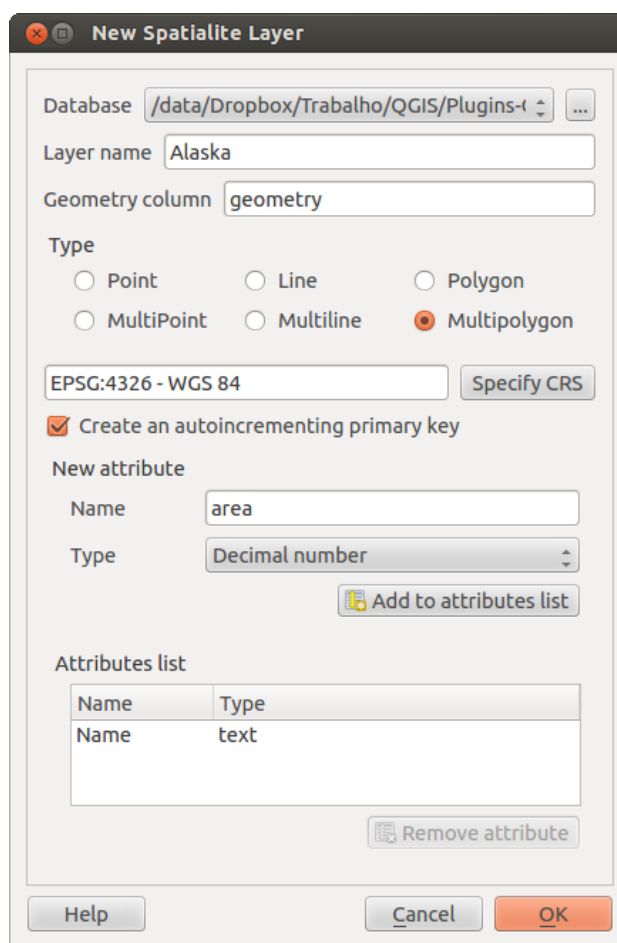 New Spatialite Layer
Database /data/Dropbox/Trabalho/QGIS/Plugins-( ...
Layer name Alaska
Geometry column geometry
Type
Point Line Polygon
MultiPoint Multiline Multipolygon
EPSG:4326 - WGS 84 Specify CRS
Create an autoincrementing primary key
New attribute
Name area
Type Decimal number
Add to attributes list
Attributes list
Name Type
Name text
Remove attribute
Help Cancel OK